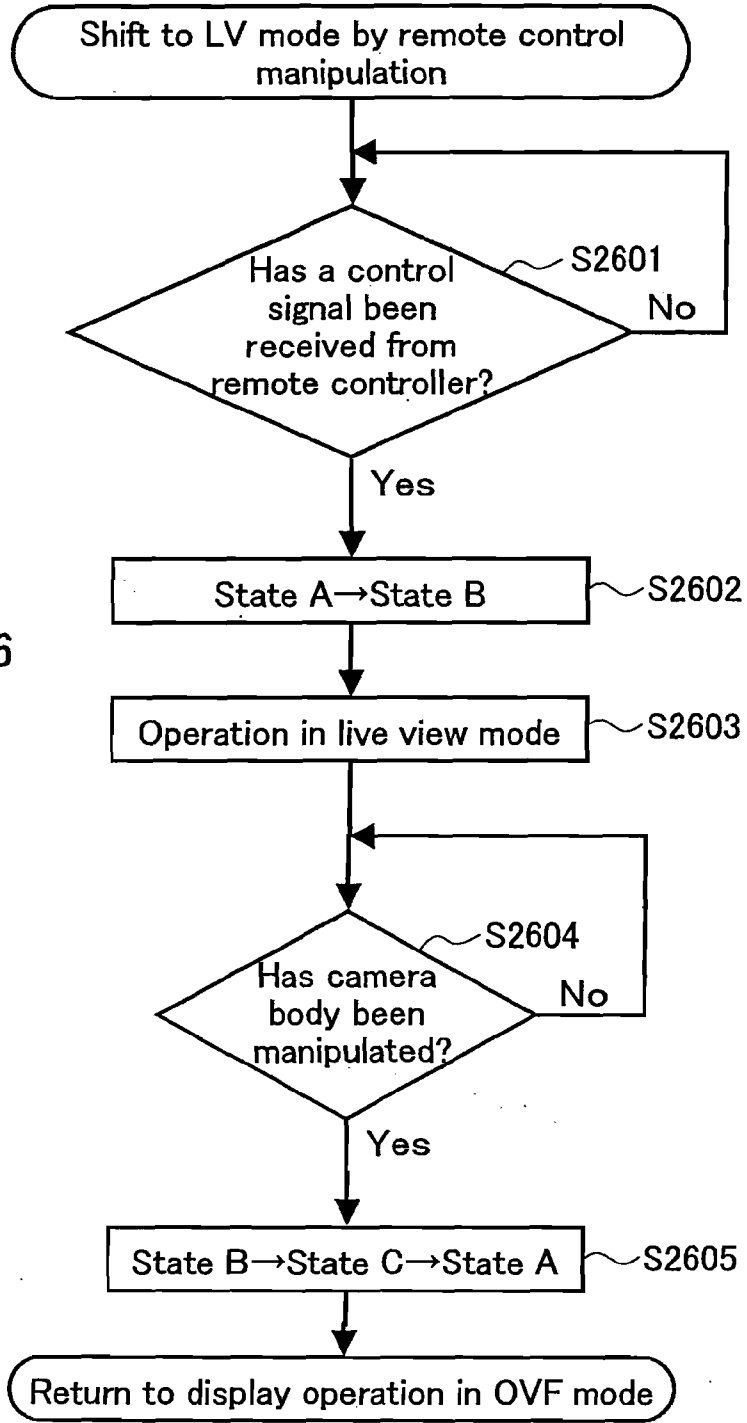 Shift to LV mode by remote control
manipulation
Has a control
signal been
received from
remote controller?
S2601
No
Yes
State A→State B
S2602
6
Operation in live view mode
S2603
S2604
Has camera
body been
manipulated?
No
Yes
State B→State C→State A
S2605
Return to display operation in OVF mode